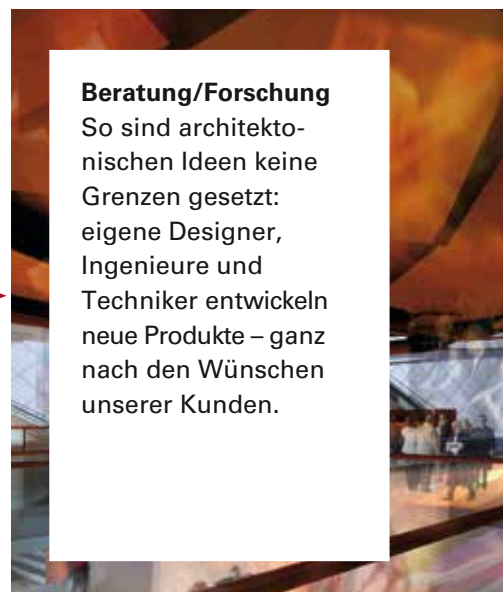 Beratung/Forschung
So sind architekto-
nischen Ideen keine
Grenzen gesetzt:
eigene Designer,
Ingenieure und
Techniker entwickeln
neue Produkte – ganz
nach den Wünschen
unserer Kunden.